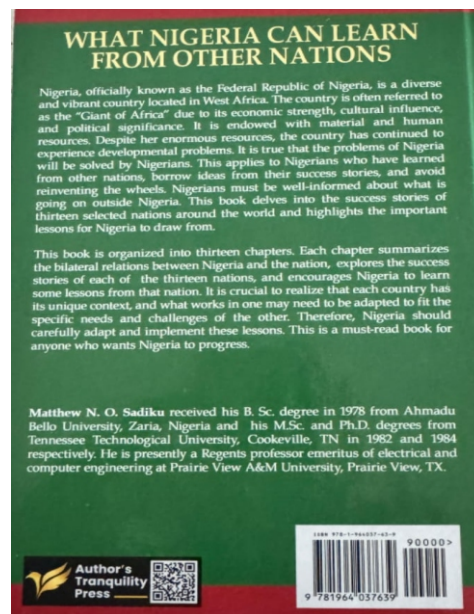 WHAT NIGERIA CAN LEARN
FROM OTHER NATIONS
Nigeria, officially known as the Federal Republic of Nigeria, is a diverse
and vibrant country located in West Africa. The country is often referred to
as the "Giant of Africa" due to its economic strength, cultural influence,
and political significance. It is endowed with material and human
resources. Despite her enormous resources, the country has continued to
experience developmental problems. It is true that the problems of Nigeria
will be solved by Nigerians. This applies to Nigerians who have learned
from other nations, borrow ideas from their success stories, and avoid
reinventing the wheels. Nigerians must be well-informed about what is
going on outside Nigeria. This book delves into the success stories of
thirteen selected nations around the world and highlights the important
lessons for Nigeria to draw from.
This book is organized into thirteen chapters. Each chapter summarizes
the bilateral relations between Nigeria and the nation, explores the success
stories of each of the thirteen nations, and encourages Nigeria to learn
some lessons from that nation. It is crucial to realize that each country has
its unique context, and what works in one may need to be adapted to fit the
specific needs and challenges of the other. Therefore, Nigeria should
carefully adapt and implement these lessons. This is a must-read book for
anyone who wants Nigeria to progress.
Matthew N. O. Sadiku received his B. Sc. degree in 1978 from Ahmadu
Bello University, Zaria, Nigeria and his M.Sc. and Ph.D. degrees from
Tennessee Technological University, Cookeville, TN in 1982 and 1984
respectively. He is presently a Regents professor emeritus of electrical and
computer engineering at Prairie View A&M University, Prairie View, TX.
Author's
Tranquility
Press
ISBN 978-1-964037-63-9
90000>
9 781964 037639